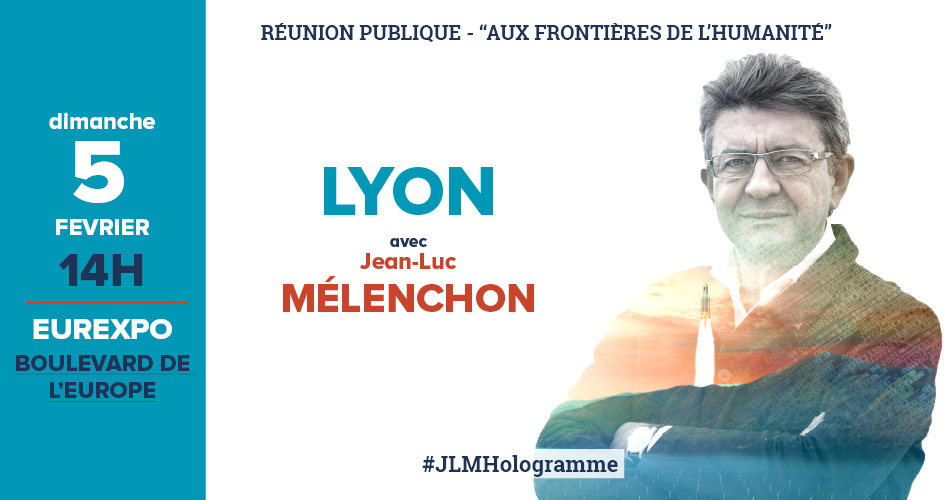 RÉUNION PUBLIQUE - “AUX FRONTIÈRES DE L’HUMANITÉ”
dimanche
5
FEVRIER
14H
EUREXPO
BOULEVARD DE
L’EUROPE
LYON
avec
Jean-Luc
MÉLENCHON
#JLMHologramme